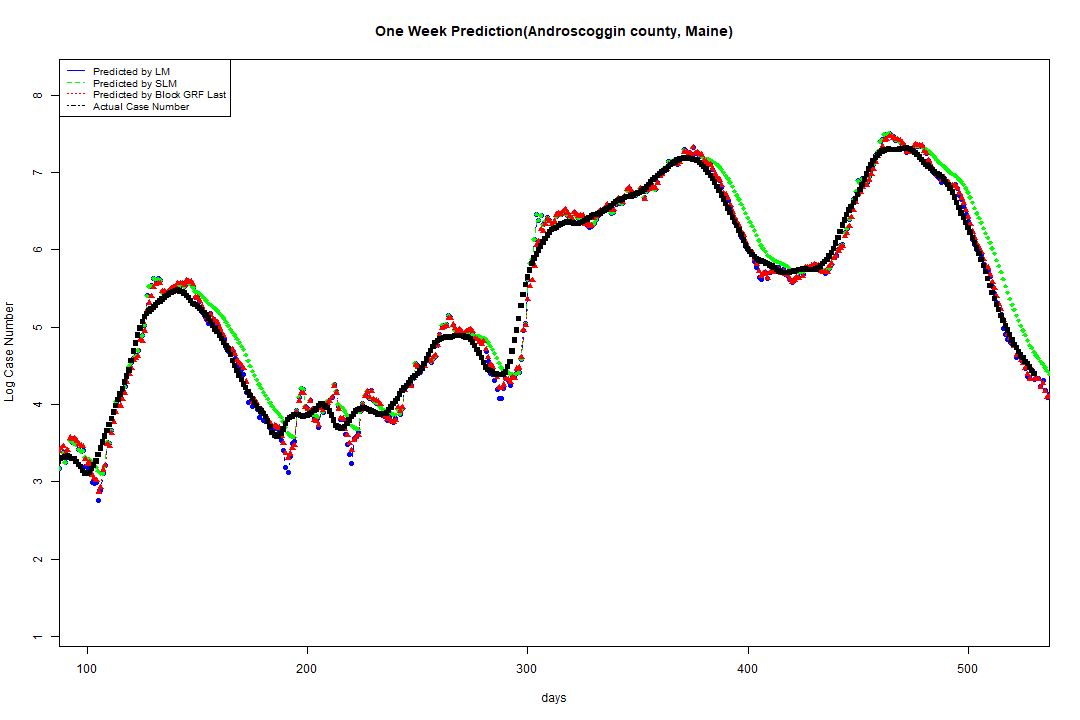 One Week Prediction(Androscoggin county, Maine)
Predicted by LM
Predicted by SLM
Predicted by Block GRF Last
Actual Case Number
8
7
6
5
4
3
2
1
Log Case Number
100 200 300 400 500
days